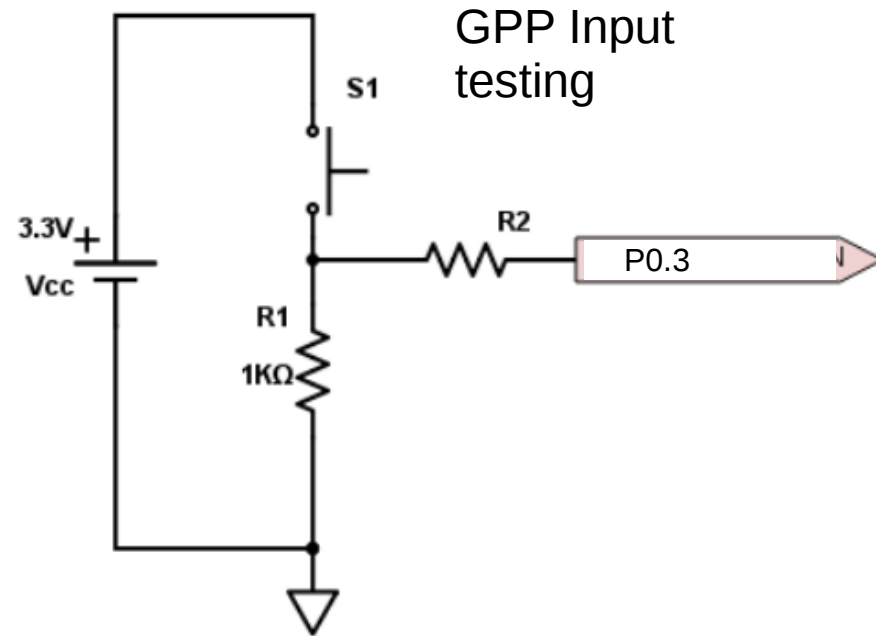 GPP Input
testing
S1
3.3V
+
Vcc
R2
P0.3
R1
1KΩ